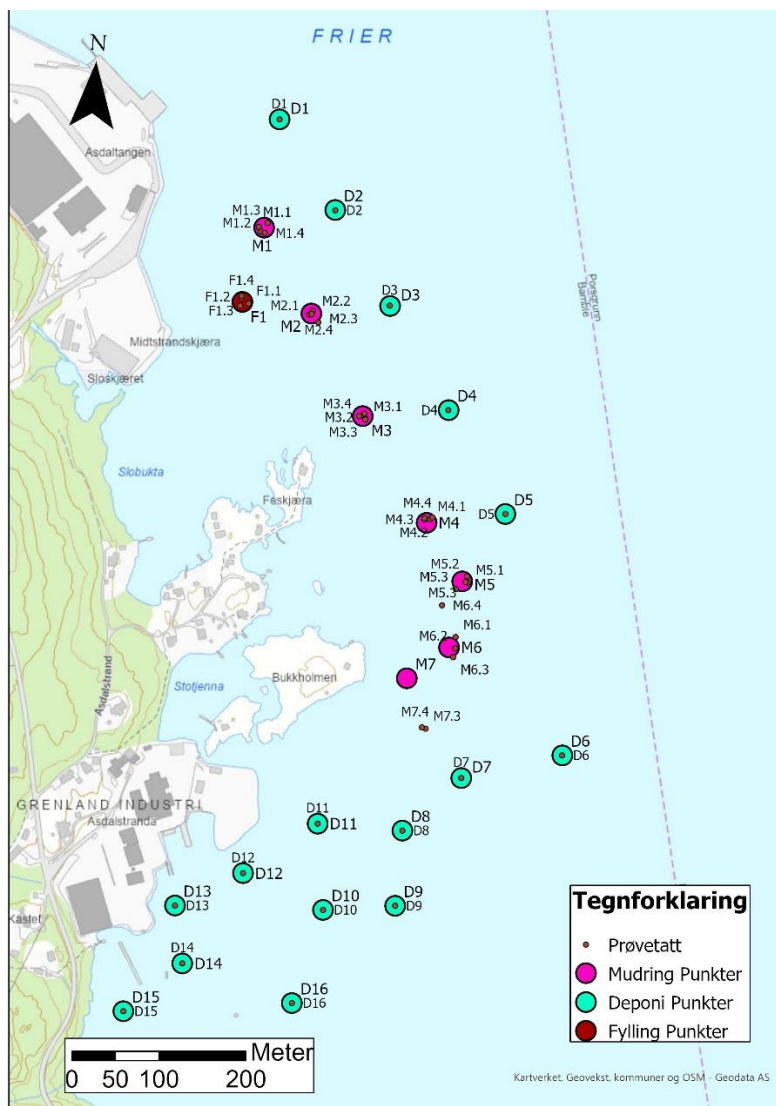 FRIER
N
D1 D1
Asdaltangen
D2
D2
M1.3 M1.1
M1.2
M1.4
M1
F1.4
F1.2 F1.1
F1.3
F1
M2.2
M2.1
M2.3
M2
M2.4
D3 D3
Porsgrunn
Bamble
Midtstrandskjæra
Sloskjæret
M3.4 M3.1
M3.2
M3.3 M3
D4
D4
Slobukta
Feskjæra
M4.4 M4.1
M4.3 M4
M4.2
D5
D5
M5.2 M5.1
M5.3 M5
M5.3
M6.4
M6.1
M6.2
M6
M6.3
M7
Asdalstrand
Stotjenna
Bukkholmen
M7.4 M7.3
D6
D6
D7 D7
GRENLAND INDUSTRI
Asdalstranda
D11
D11
D8
D8
D12
D12
D13
D13
D10
D10
D9
D9
Kastet
D14
D14
D15
D15
D16
D16
Tegnforklaring
Prøvetatt
Mudring Punkter
Deponi Punkter
Fylling Punkter
Meter
0 50 100 200
Kartverket, Geovekst, kommuner og OSM - Geodata AS